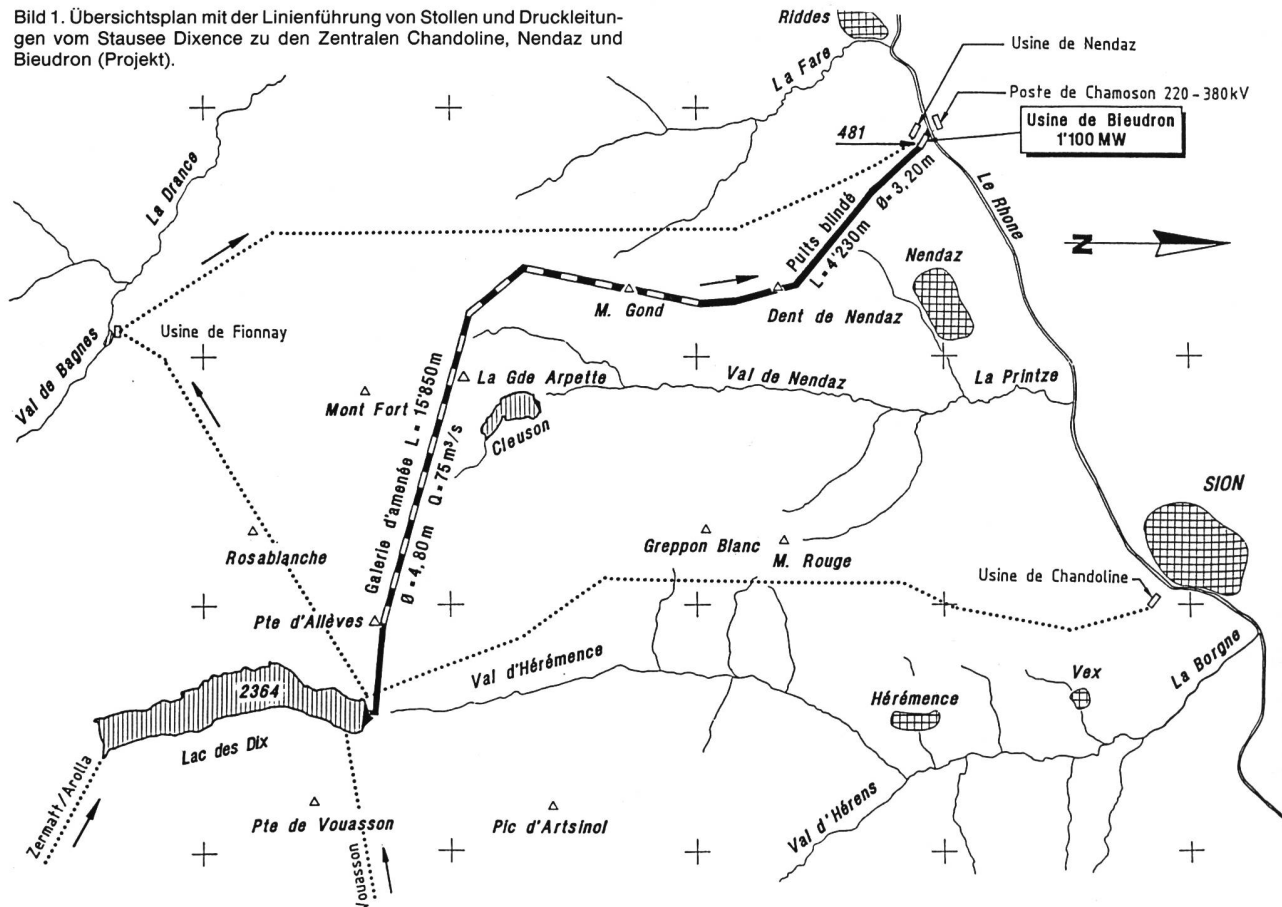 Bild 1. Übersichtsplan mit der Linienführung von Stollen und Druckleitun-
gen vom Stausee Dixence zu den Zentralen Chandoline, Nendaz und
Bieudron (Projekt).
Riddes
La Fare
Usine de Nendaz
Poste de Chamoson 220-380kV
Usine de Bieudron
1'100 MW
481
La Drance
Le Rhone
N
Puits blindé
L=4'230m Ø=3,20m
Nendaz
M. Gond
Dent de Nendaz
Usine de Fionnay
Val de Bagnes
La Gde Arpette
Val de Nendaz
La Printze
Mont Fort
Cleuson
Galerie d'amenée L=15'850m
Ø=4,80m Q=75m³/s
SION
Rosablanche
Greppon Blanc
M. Rouge
Usine de Chandoline
Pte d'Allèves
Val d'Hérémence
La Borgne
Vex
Hérémence
2364
Lac des Dix
Zermatt/Arolla
Pte de Vouasson
Pic d'Artsinol
Val d'Hérens
Vouasson